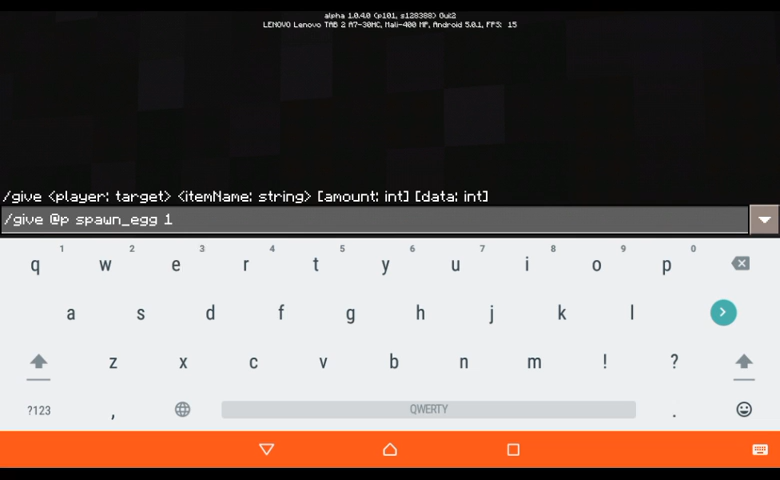 alpha 1.0.4.0 (p101, s128388) Gui2
LENOVO Lenovo TAB 2 A7-30HC, Mali-400 MP, Android 5.0.1, FPS: 15
/give <player: target> <itemName: string> [amount: int] [data: int]
/give @p spawn_egg 1
1 2 3 4 5 6 7 8 9 0
q w e r t y u i o p
a s d f g h j k l
z x c v b n m ! ?
?123 , QWERTY .